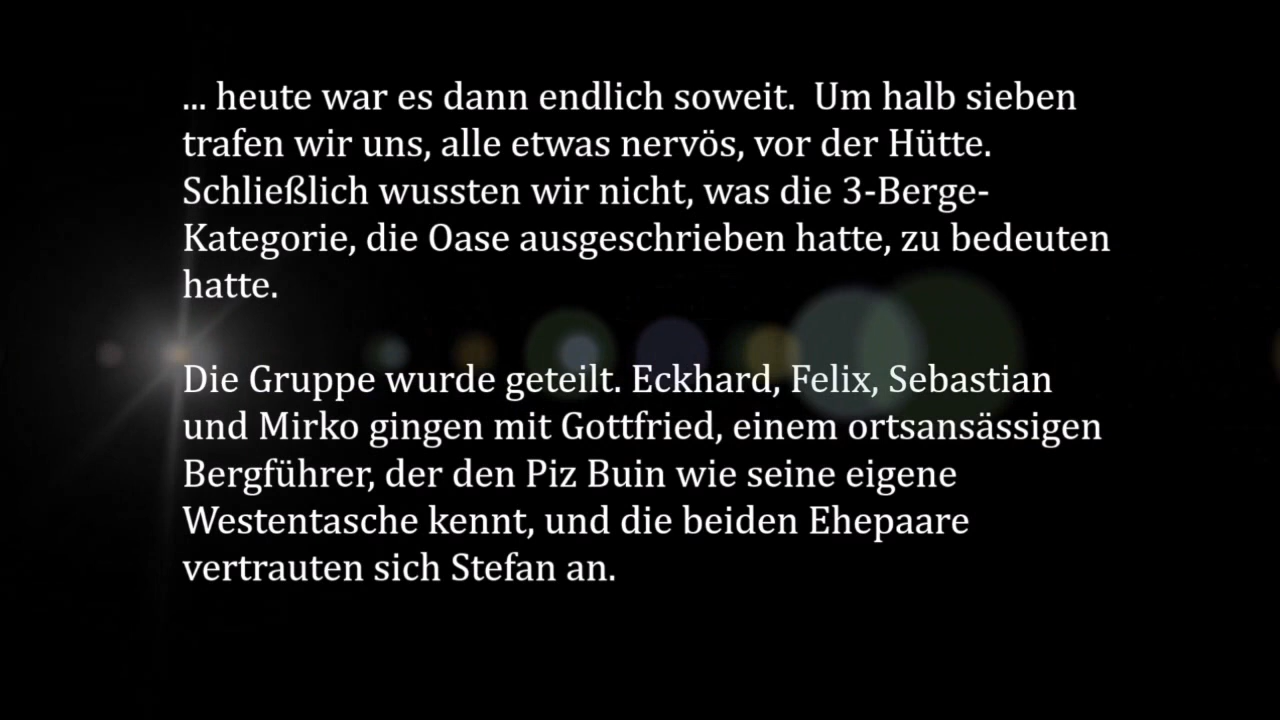 ... heute war es dann endlich soweit.  Um halb sieben
trafen wir uns, alle etwas nervös, vor der Hütte.
Schließlich wussten wir nicht, was die 3-Berge-
Kategorie, die Oase ausgeschrieben hatte, zu bedeuten
hatte.
Die Gruppe wurde geteilt. Eckhard, Felix, Sebastian
und Mirko gingen mit Gottfried, einem ortsansässigen
Bergführer, der den Piz Buin wie seine eigene
Westentasche kennt, und die beiden Ehepaare
vertrauten sich Stefan an.